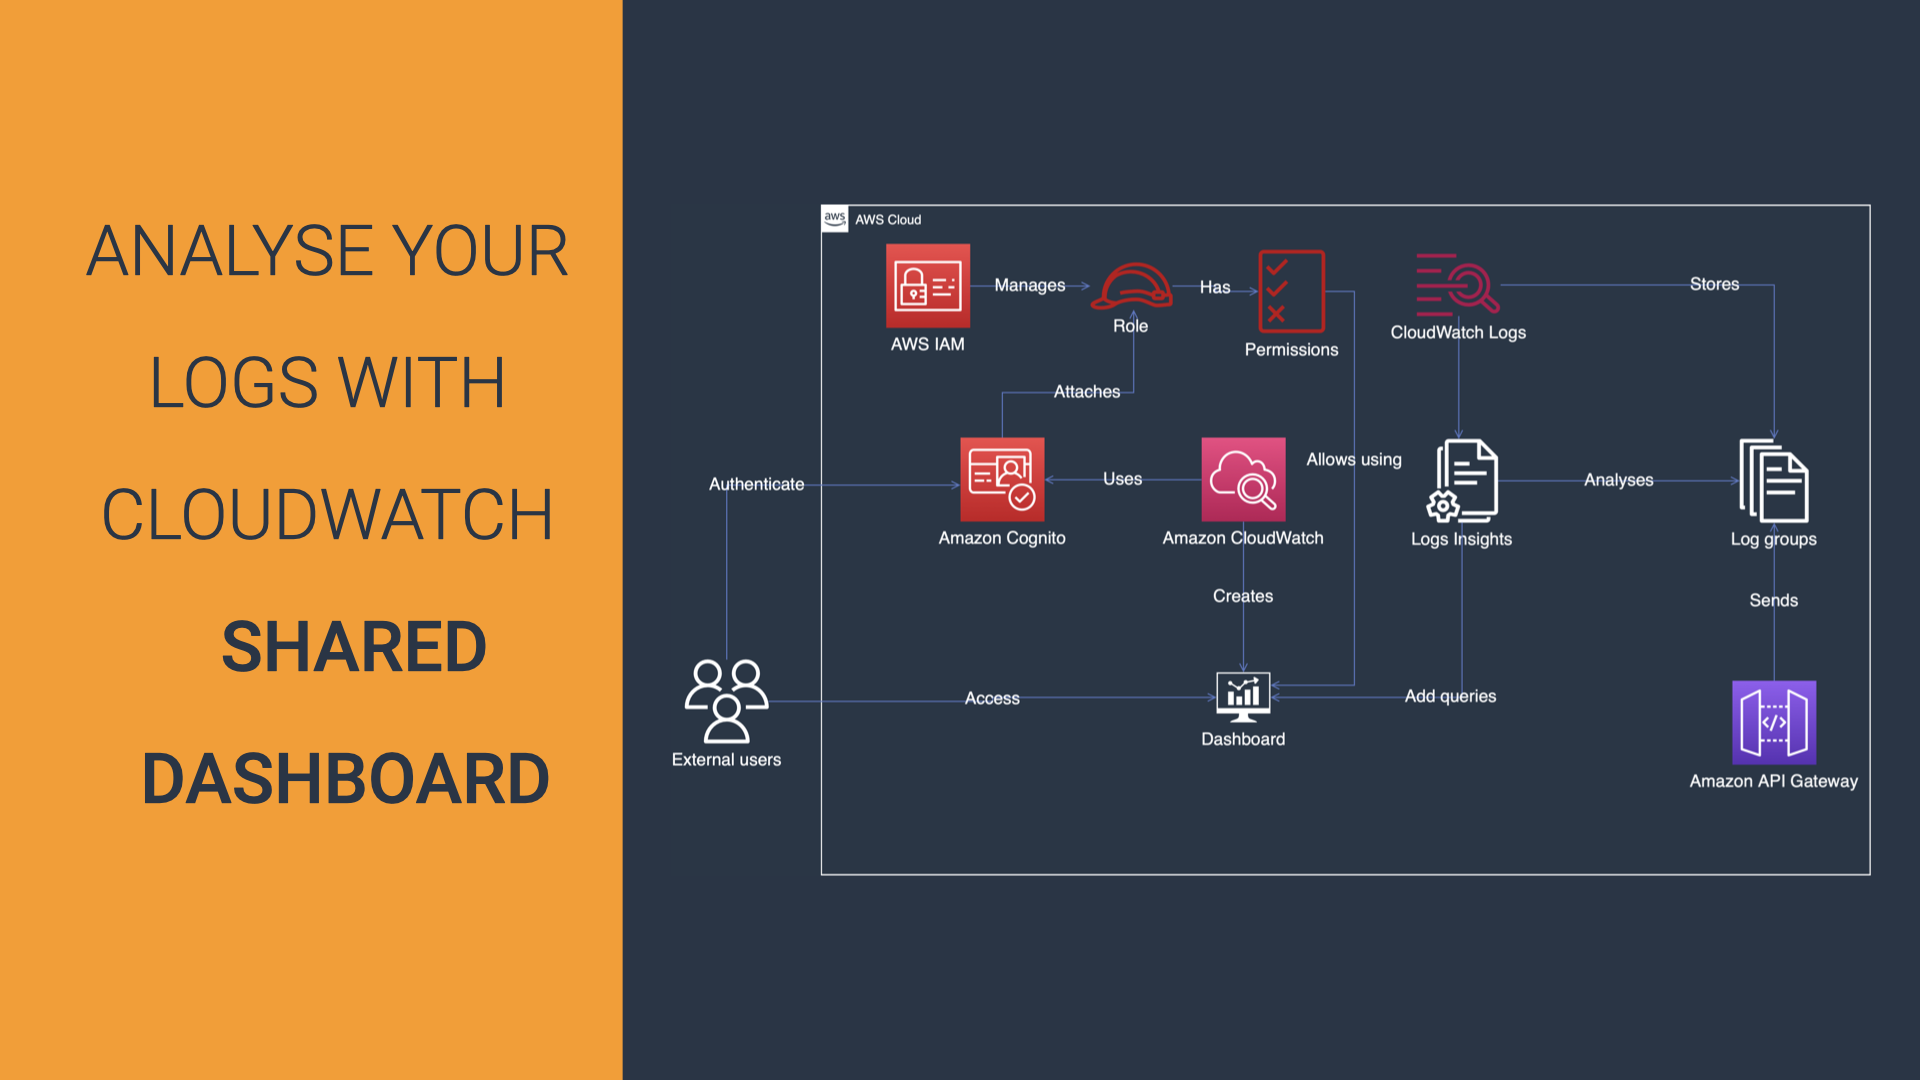 ANALYSE YOUR
LOGS WITH
CLOUDWATCH
SHARED
DASHBOARD
aws
AWS Cloud
AWS IAM
Manages
Role
Has
Permissions
CloudWatch Logs
Stores
Attaches
Authenticate
Amazon Cognito
Uses
Amazon CloudWatch
Allows using
Logs Insights
Analyses
Log groups
Creates
Sends
External users
Access
Dashboard
Add queries
</>
Amazon API Gateway